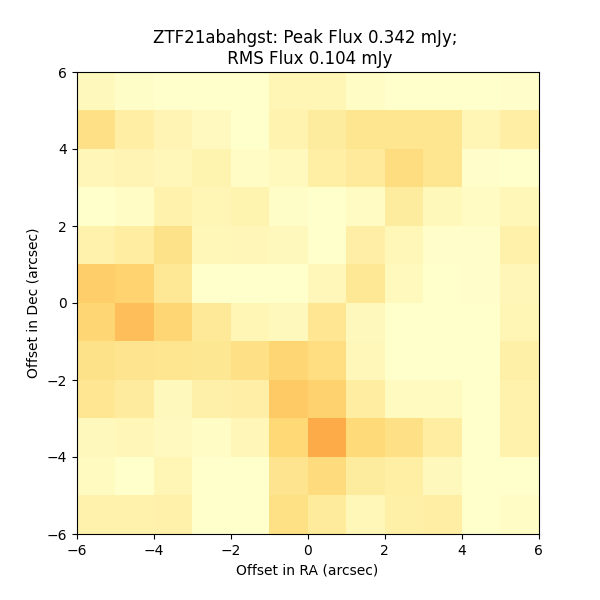 ZTF21abahgst: Peak Flux 0.342 mJy;
RMS Flux 0.104 mJy
6
4
2
0
−2
−4
−6
Offset in Dec (arcsec)
−6 −4 −2 0 2 4 6
Offset in RA (arcsec)